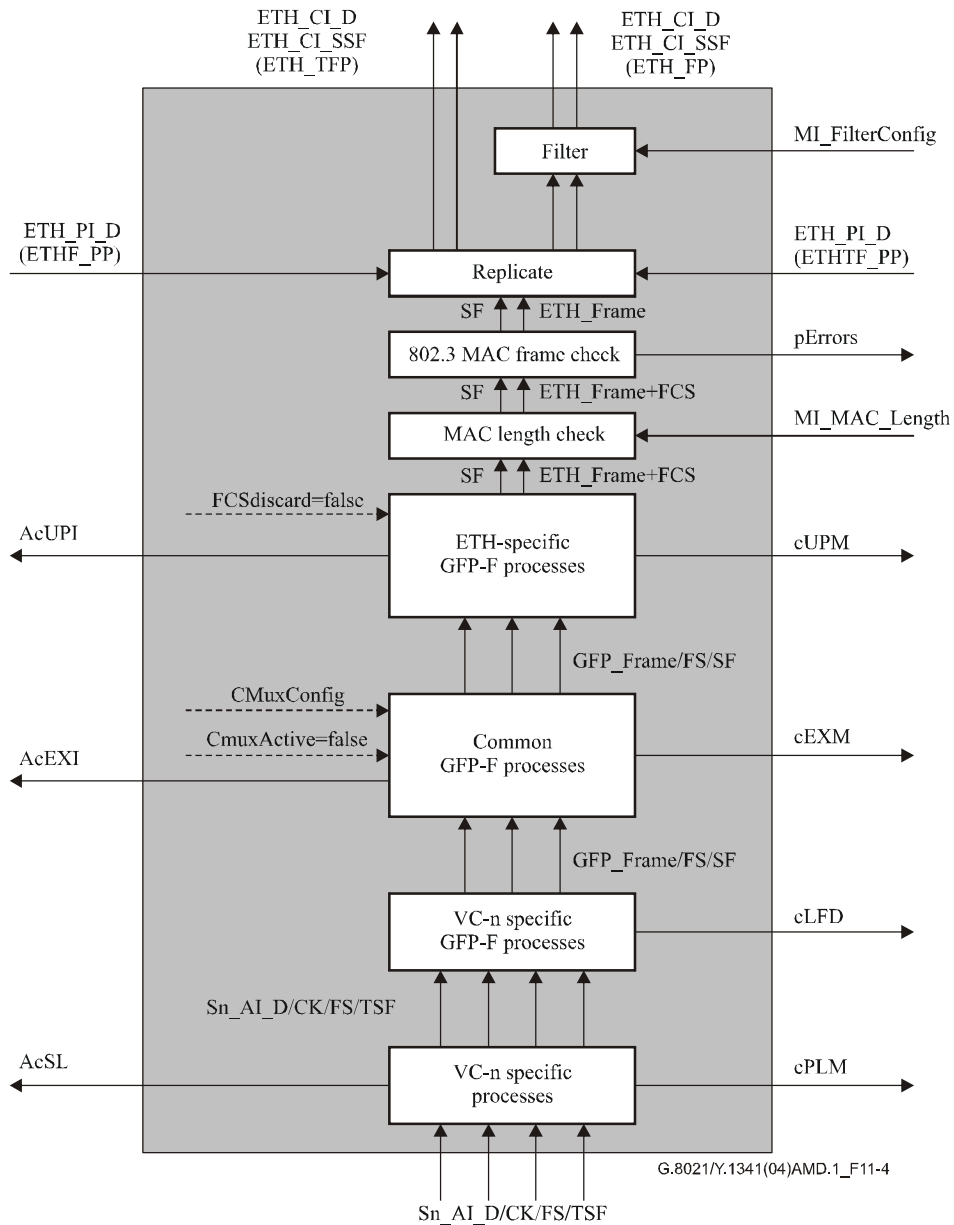 ETH_CI_D
ETH_CI_SSF
(ETH_TFP)
ETH_CI_D
ETH_CI_SSF
(ETH_FP)
Filter
MI_FilterConfig
ETH_PI_D
(ETHF_PP)
Replicate
ETH_PI_D
(ETHTF_PP)
SF
ETH_Frame
802.3 MAC frame check
pErrors
SF
ETH_Frame+FCS
MAC length check
MI_MAC_Length
SF
ETH_Frame+FCS
FCSdiscard=false
AcUPI
ETH-specific
GFP-F processes
cUPM
GFP_Frame/FS/SF
CMuxConfig
CmuxActive=false
AcEXI
Common
GFP-F processes
cEXM
GFP_Frame/FS/SF
VC-n specific
GFP-F processes
cLFD
Sn_AI_D/CK/FS/TSF
AcSL
VC-n specific
processes
cPLM
G.8021/Y.1341(04)AMD.1_F11-4
Sn_AI_D/CK/FS/TSF